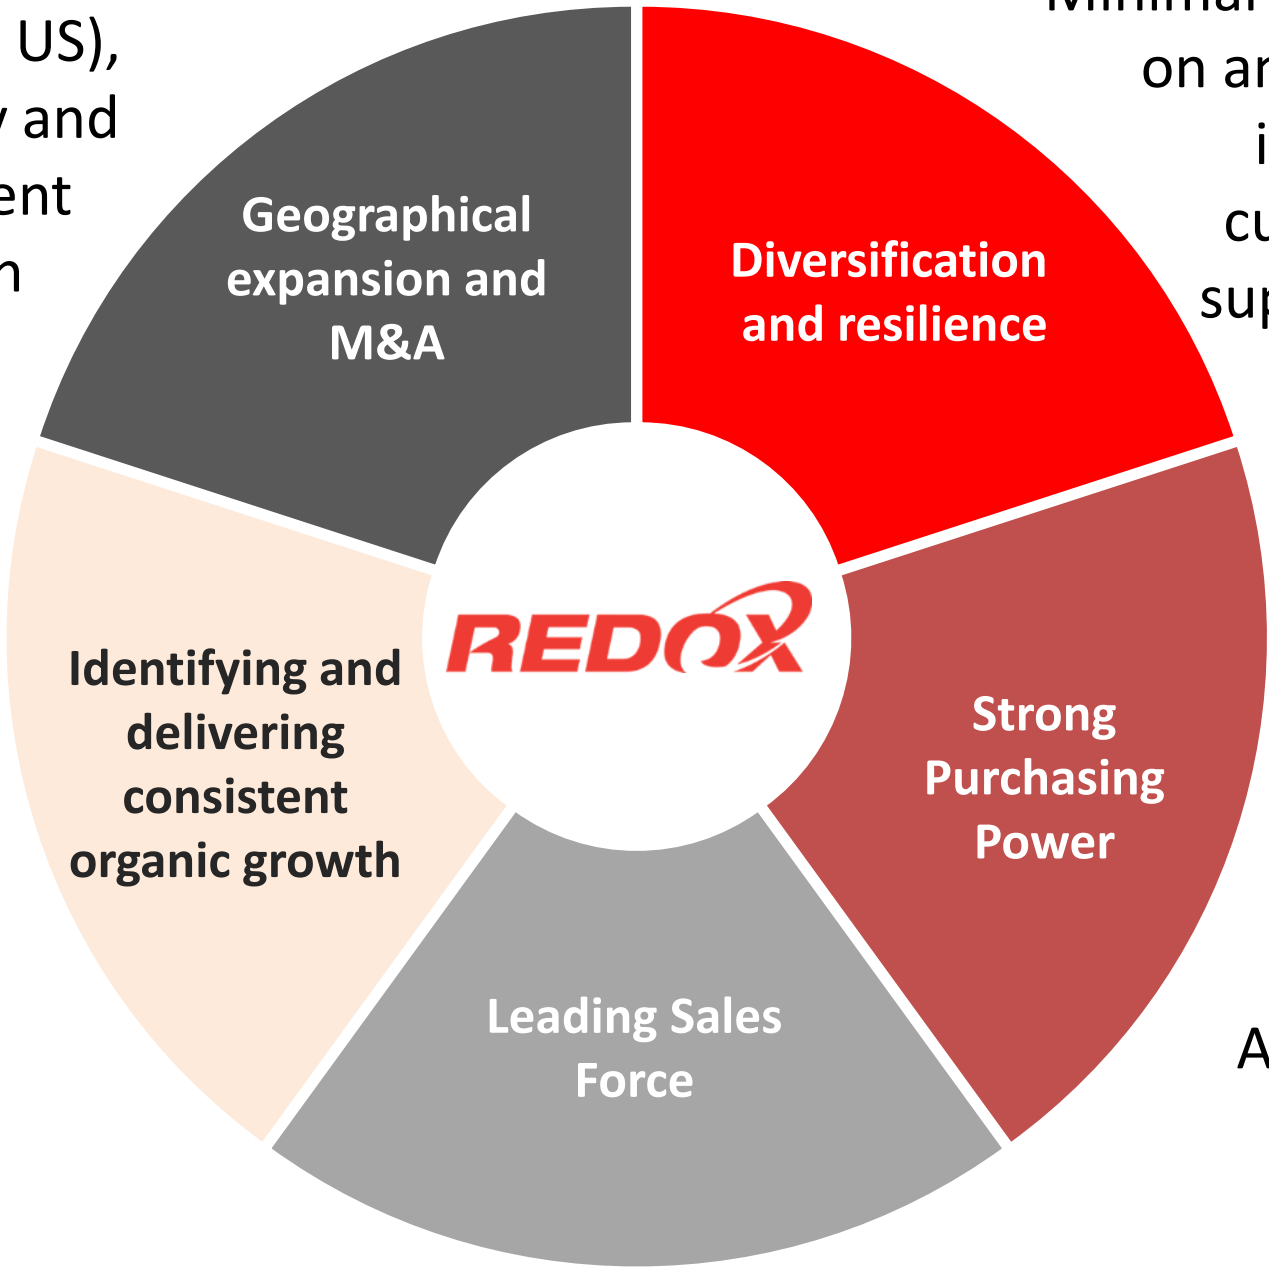 US),
and
Geographical
expansion and
M&A
on
Diversification
and resilience
REDOX
Identifying and
delivering
consistent
organic growth
Strong
Purchasing
Power
Leading Sales
Force